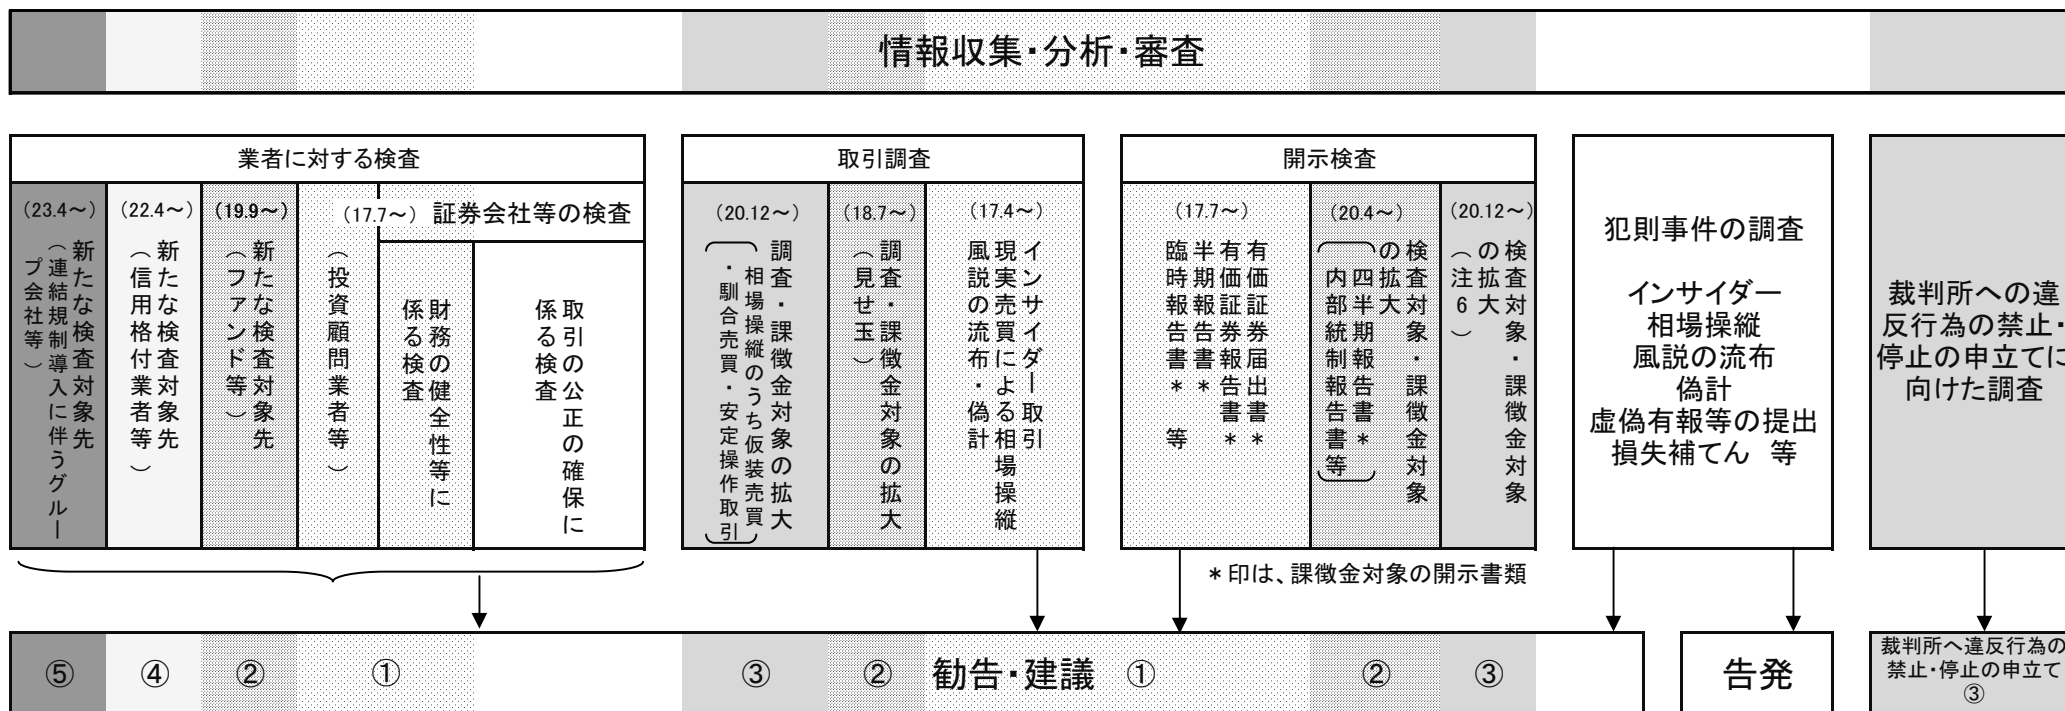 情報収集・分析・審査
業者に対する検査
(23.4～)
新たな検査対象先
（連結規制導入に伴うグルー
プ会社等）
(22.4～)
新たな検査対象先
（信用格付業者等）
(19.9～)
新たな検査対象先
（ファンド等）
(17.7～) 証券会社等の検査
（投資顧問業者等）
財務の健全性等に
係る検査
取引の公正の確保に
係る検査
取引調査
(20.12～)
調査・課徴金対象の拡大
相場操縦のうち仮装売買
・馴合売買・安定操作取引
(18.7～)
調査・課徴金対象の拡大
（見せ玉）
(17.4～)
インサイダー取引
現実売買による相場操縦
風説の流布・偽計
開示検査
(17.7～)
有価証券届出書＊
有価証券報告書＊
半期報告書＊
臨時報告書＊ 等
(20.4～)
検査対象・課徴金対象
の拡大
四半期報告書＊
内部統制報告書等
(20.12～)
検査対象・課徴金対象
の拡大
（注6）
＊印は、課徴金対象の開示書類
犯則事件の調査
インサイダー
相場操縦
風説の流布
偽計
虚偽有報等の提出
損失補てん 等
裁判所への違
反行為の禁止・
停止の申立てに
向けた調査
⑤ ④ ② ① ③ ② 勧告・建議 ① ② ③
告発
裁判所へ違反行為の
禁止・停止の申立て
③